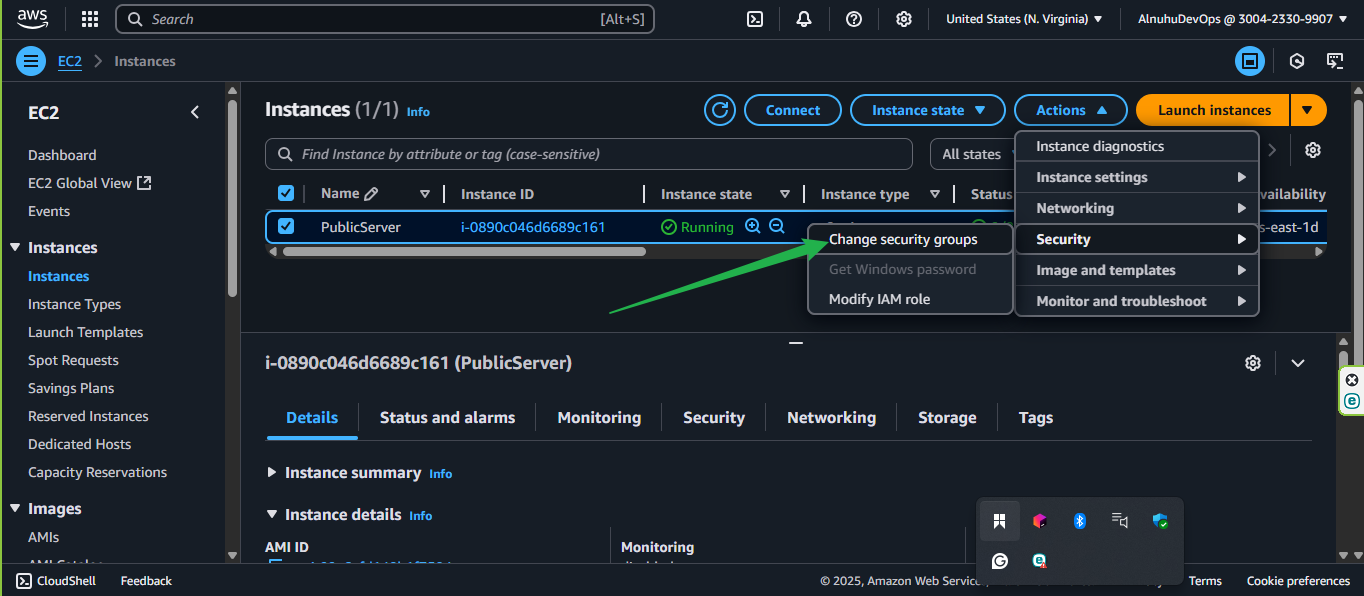 aws
Search [Alt+S]
United States (N. Virginia)
AlnuhuDevOps @ 3004-2330-9907
EC2 > Instances
EC2
Dashboard
EC2 Global View
Events
Instances
Instances
Instance Types
Launch Templates
Spot Requests
Savings Plans
Reserved Instances
Dedicated Hosts
Capacity Reservations
Images
AMIs
Instances (1/1) Info
Connect
Instance state
Actions
Launch instances
Find Instance by attribute or tag (case-sensitive)
All states
Name
Instance ID
Instance state
Instance type
Status
PublicServer
i-0890c046d6689c161
Running
s-east-1d
Instance diagnostics
Instance settings
Networking
Security
Image and templates
Monitor and troubleshoot
Change security groups
Get Windows password
Modify IAM role
i-0890c046d6689c161 (PublicServer)
Details
Status and alarms
Monitoring
Security
Networking
Storage
Tags
Instance summary Info
Instance details Info
AMI ID
Monitoring
CloudShell
Feedback
© 2025, Amazon Web Service
Terms
Cookie preferences